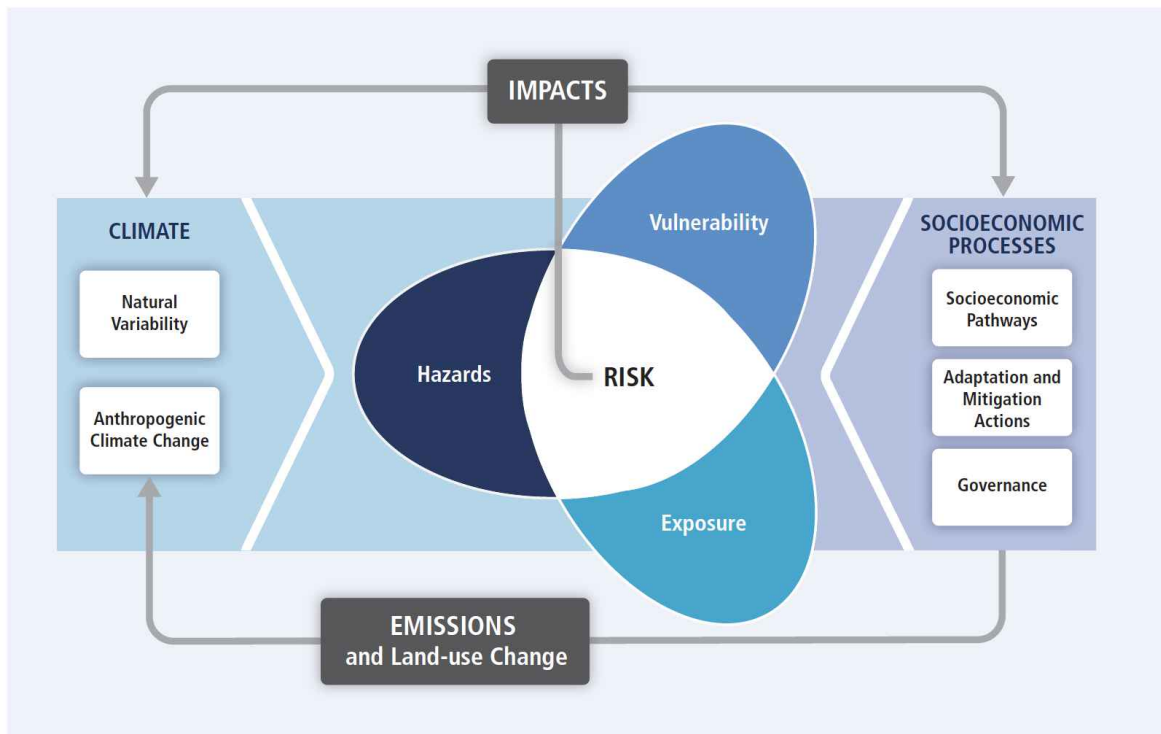 IMPACTS
CLIMATE
Natural
Variability
Anthropogenic
Climate Change
Vulnerability
Hazards
RISK
Exposure
SOCIOECONOMIC
PROCESSES
Socioeconomic
Pathways
Adaptation and
Mitigation
Actions
Governance
EMISSIONS
and Land-use Change